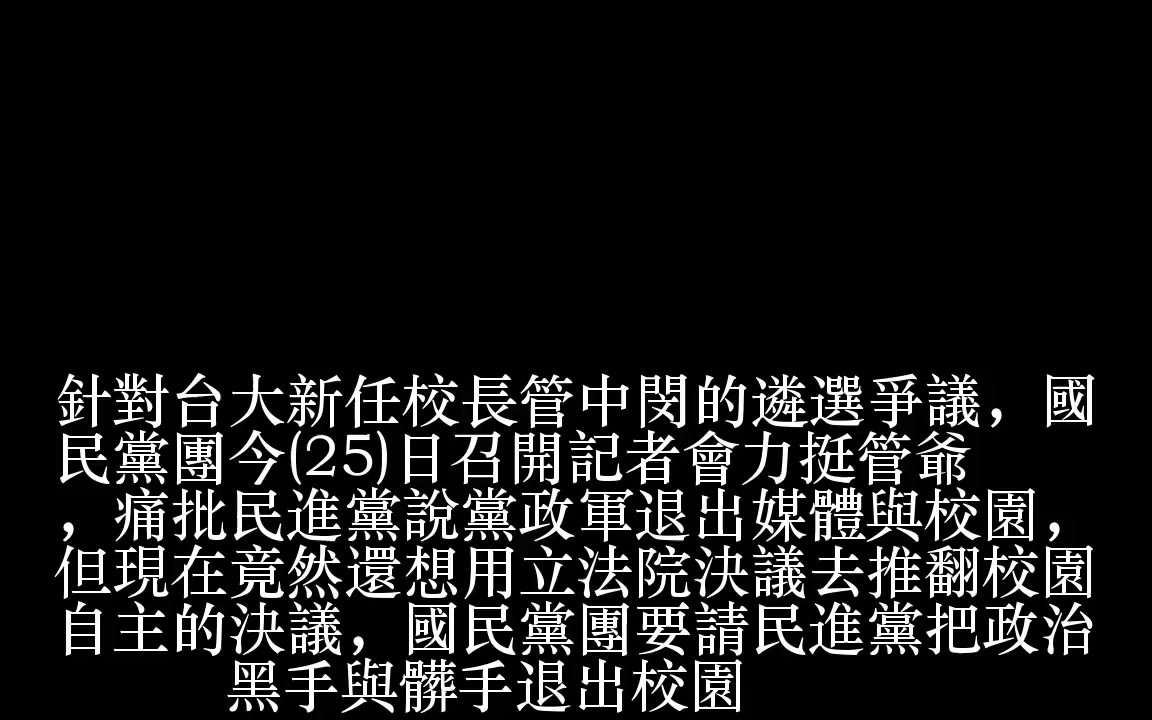 針對台大新任校長管中閔的遴選爭議，國
民黨團今(25)日召開記者會力挺管爺
，痛批民進黨說黨政軍退出媒體與校園，
但現在竟然還想用立法院決議去推翻校園
自主的決議，國民黨團要請民進黨把政治
黑手與髒手退出校園